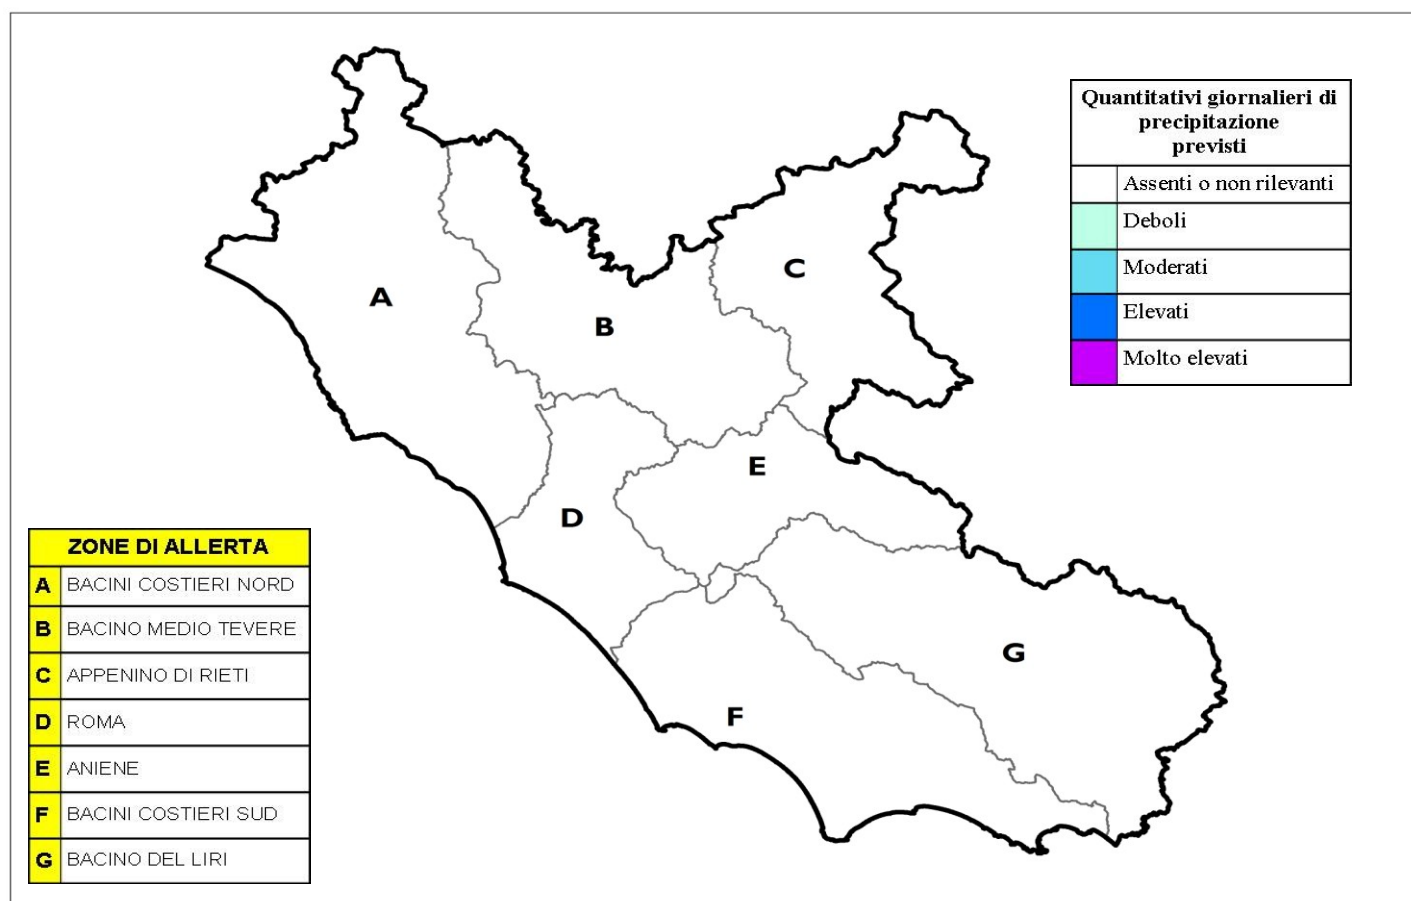 Quantitativi giornalieri di
precipitazione
previsti
Assenti o non rilevanti
Deboli
Moderati
Elevati
Molto elevati
A
B
C
D
E
F
G
ZONE DI ALLERTA
A BACINI COSTIERI NORD
B BACINO MEDIO TEVERE
C APPENINO DI RIETI
D ROMA
E ANIENE
F BACINI COSTIERI SUD
G BACINO DEL LIRI